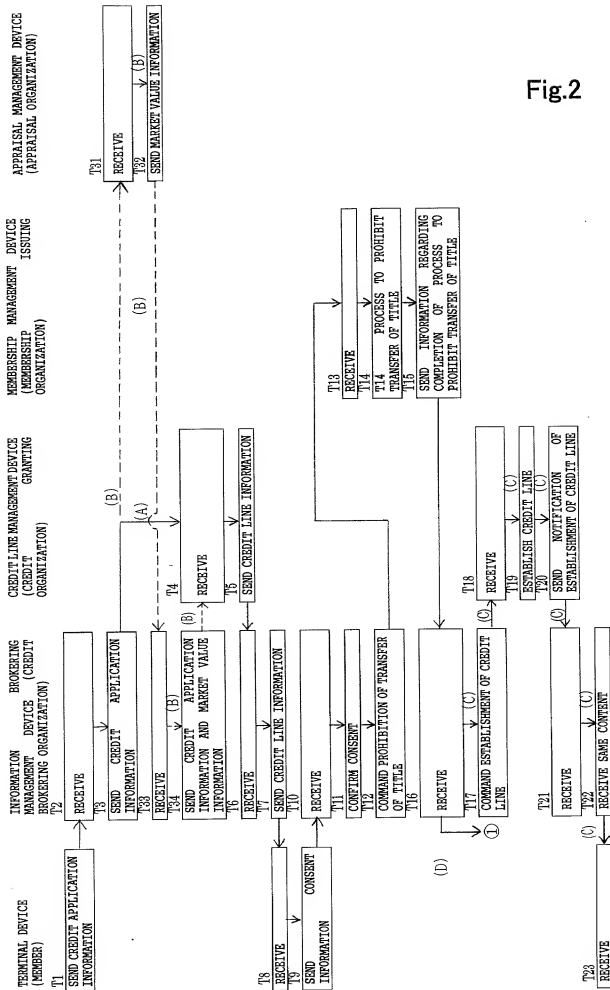 Fig.2
TERMINAL DEVICE
(MEMBER)
INFORMATION BROKERING
MANAGEMENT DEVICE (CREDIT
BROKERING ORGANIZATION)
CREDIT LINE MANAGEMENT DEVICE
(CREDIT GRANTING
ORGANIZATION)
MEMBERSHIP MANAGEMENT DEVICE
(MEMBERSHIP ISSUING
ORGANIZATION)
APPRAISAL MANAGEMENT DEVICE
(APPRAISAL ORGANIZATION)
T1
SEND CREDIT APPLICATION
INFORMATION
T2
RECEIVE
T3
SEND CREDIT APPLICATION
INFORMATION
(B)
(A)
T31
RECEIVE
(B)
T32
SEND MARKET VALUE INFORMATION
(B)
T33
RECEIVE
(B)
T34
SEND CREDIT APPLICATION
INFORMATION AND MARKET VALUE
INFORMATION
(B)
T4
RECEIVE
T5
SEND CREDIT LINE INFORMATION
T6
RECEIVE
T7
SEND CREDIT LINE INFORMATION
T8
RECEIVE
T9
SEND CONSENT
INFORMATION
T10
RECEIVE
T11
CONFIRM CONSENT
T12
COMMAND PROHIBITION OF TRANSFER
OF TITLE
T13
RECEIVE
T14
T14 PROCESS TO PROHIBIT
TRANSFER OF TITLE
T15
SEND INFORMATION REGARDING
COMPLETION OF PROCESS TO
PROHIBIT TRANSFER OF TITLE
T16
RECEIVE
(D)
①
(C)
T17
COMMAND ESTABLISHMENT OF CREDIT
LINE
(C)
T18
RECEIVE
(C)
T19
ESTABLISH CREDIT LINE
(C)
T20
SEND NOTIFICATION OF
ESTABLISHMENT OF CREDIT LINE
(C)
T21
RECEIVE
(C)
T22
RECEIVE SAME CONTENT
(C)
T23
RECEIVE